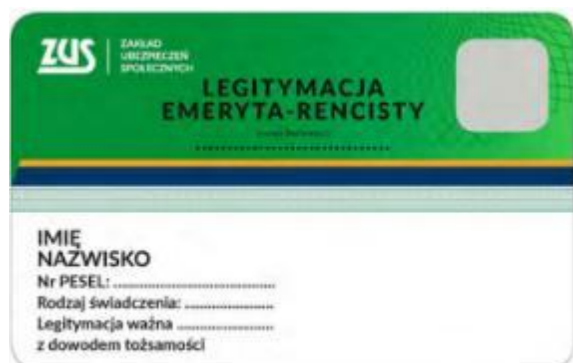 ZUS
ZAKŁAD
UBEZPIECZEŃ
SPOŁECZNYCH
LEGITYMACJA
EMERYTA-RENCISTY
IMIĘ
NAZWISKO
Nr PESEL: ..............................
Rodzaj świadczenia: ................
Legitymacja ważna .................
z dowodem tożsamości